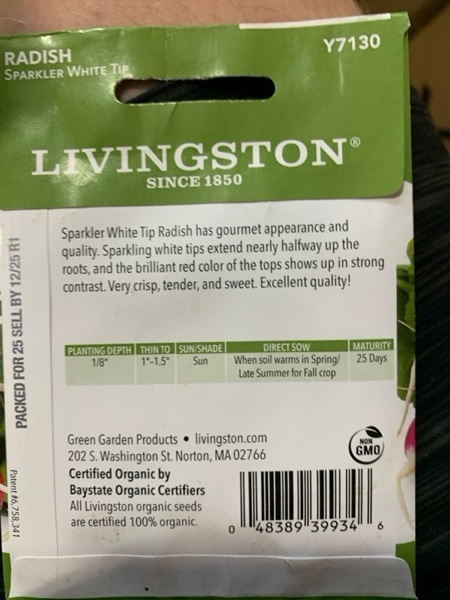 RADISH
SPARKLER WHITE TIP
Y7130
LIVINGSTON®
SINCE 1850
Sparkler White Tip Radish has gourmet appearance and
quality. Sparkling white tips extend nearly halfway up the
roots, and the brilliant red color of the tops shows up in strong
contrast. Very crisp, tender, and sweet. Excellent quality!
PLANTING DEPTH THIN TO SUN/SHADE DIRECT SOW MATURITY
1/8" 1"-1.5" Sun When soil warms in Spring/ 25 Days
Late Summer for Fall crop
Green Garden Products • livingston.com
202 S. Washington St. Norton, MA 02766
Certified Organic by
Baystate Organic Certifiers
All Livingston organic seeds
are certified 100% organic.
NON
GMO
0 48389 39934 6
PACKED FOR 25 SELL BY 12/25 R1
Patent #6,758,341